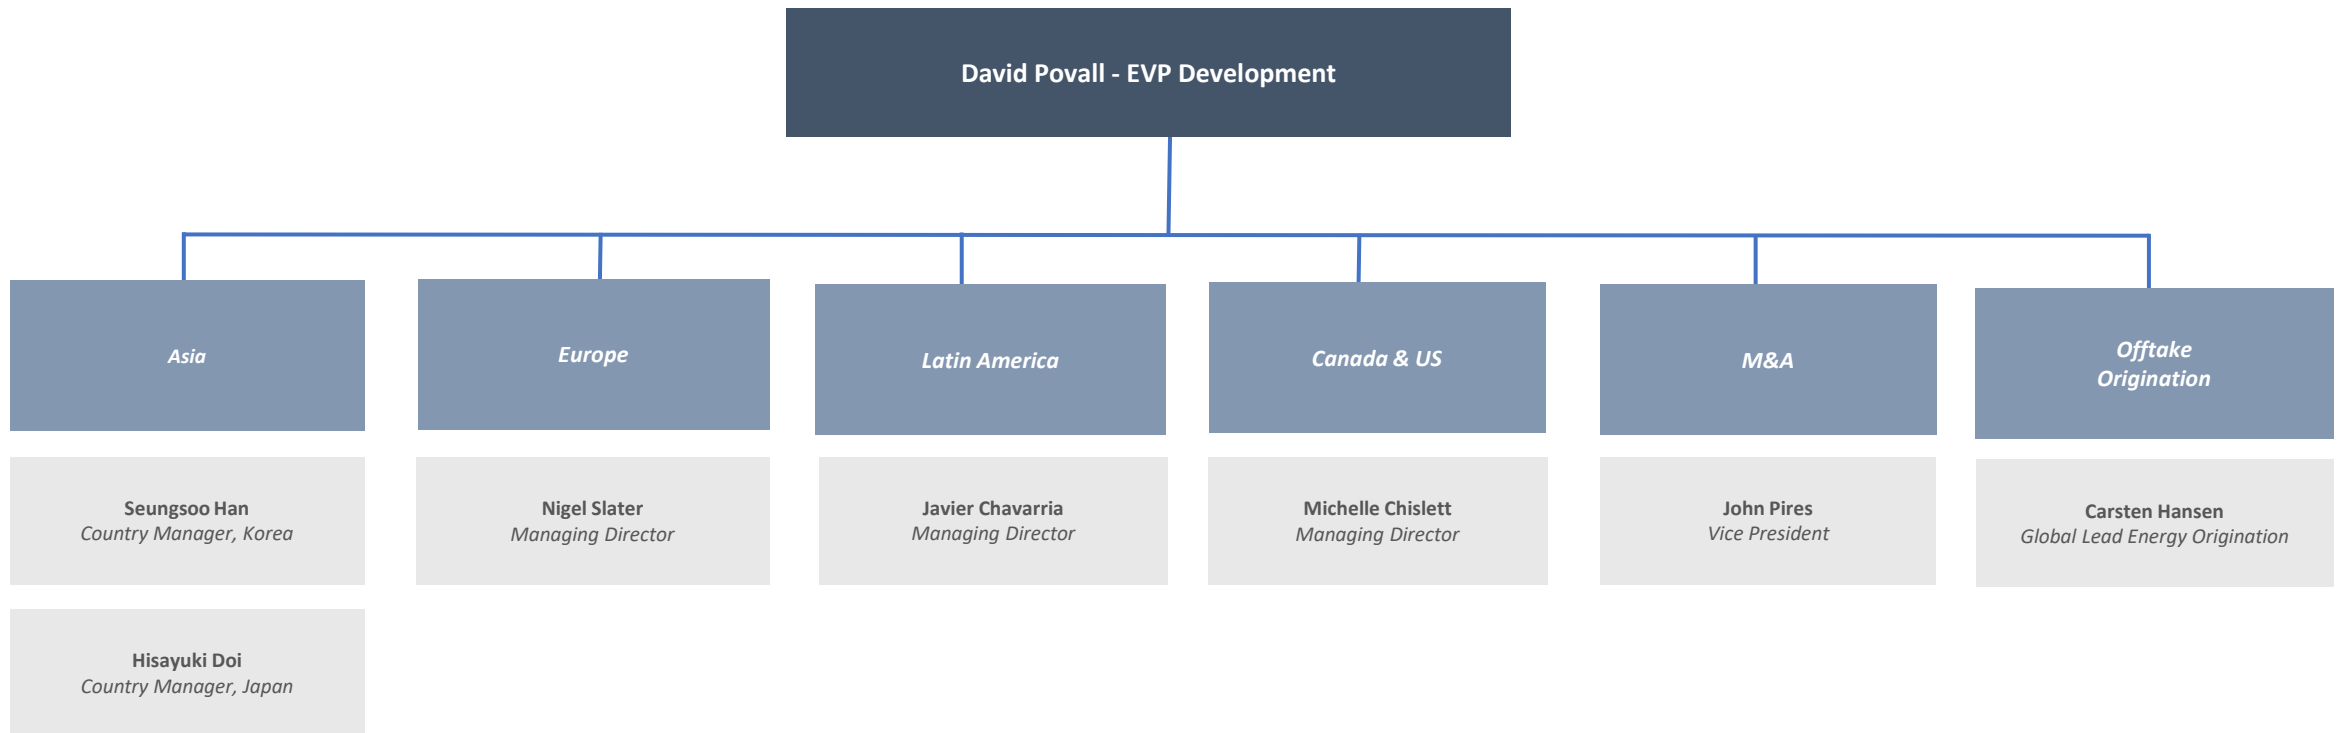 David Povall - EVP Development
Asia
Europe
Latin America
Canada & US
M&A
Offtake
Origination
Seungsoo Han
Country Manager, Korea
Nigel Slater
Managing Director
Javier Chavarria
Managing Director
Michelle Chislett
Managing Director
John Pires
Vice President
Carsten Hansen
Global Lead Energy Origination
Hisayuki Doi
Country Manager, Japan